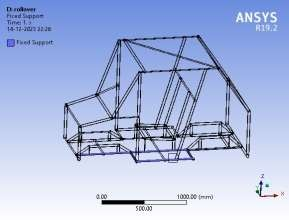 D: rollover
Fixed Support
Time: 1. s
14-12-2021 22:28
Fixed Support
ANSYS
R19.2
0.00
1000.00 (mm)
500.00
Z
X